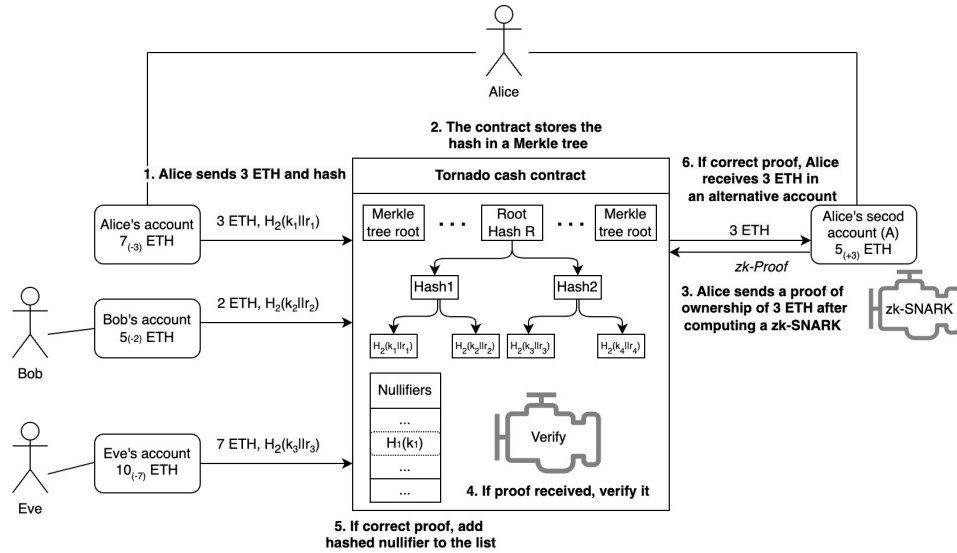 Alice
2. The contract stores the
hash in a Merkle tree
1. Alice sends 3 ETH and hash
6. If correct proof, Alice
receives 3 ETH in
an alternative account
Tornado cash contract
Alice's account
7(-3) ETH
3 ETH, H₂(k₁||r₁)
Merkle
tree root
. . .
Root
Hash R
. . .
Merkle
tree root
3 ETH
zk-Proof
Alice's secod
account (A)
5(+3) ETH
Hash1
Hash2
3. Alice sends a proof of
ownership of 3 ETH after
computing a zk-SNARK
zk-SNARK
Bob
Bob's account
5(-2) ETH
2 ETH, H₂(k₂||r₂)
H₂(k₁||r₁)
H₂(k₂||r₂)
H₂(k₃||r₃)
H₂(k₄||r₄)
Nullifiers
...
H₁(k₁)
...
...
Verify
4. If proof received, verify it
Eve
Eve's account
10(-7) ETH
7 ETH, H₂(k₃||r₃)
5. If correct proof, add
hashed nullifier to the list